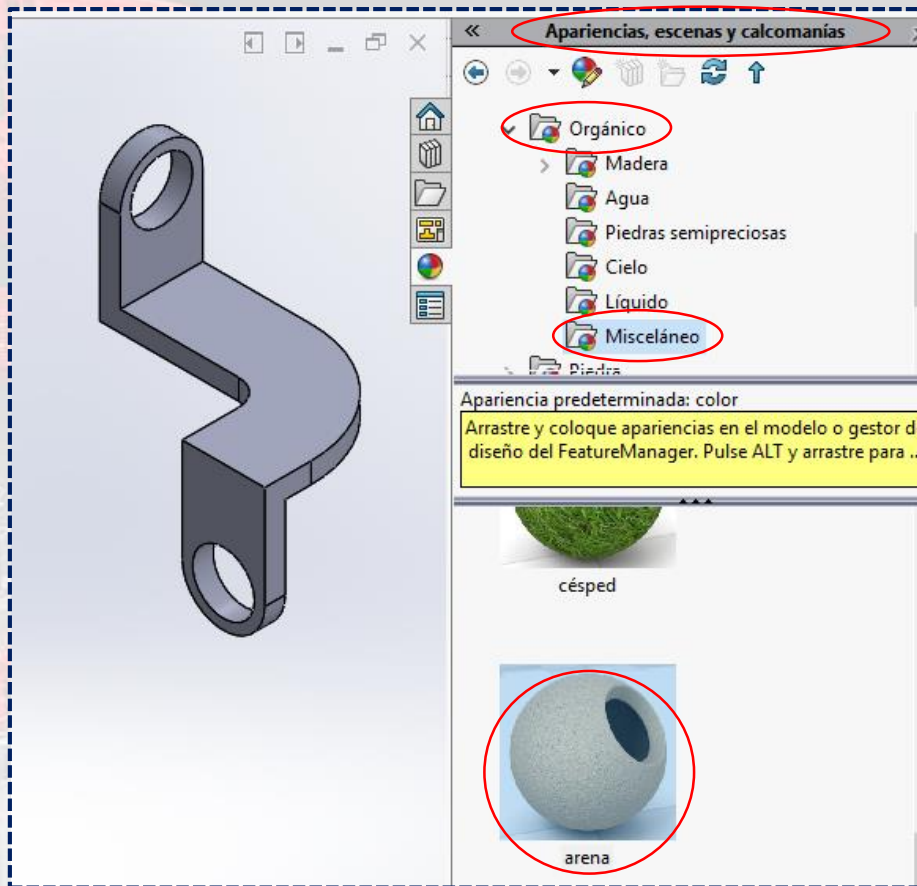 Apariencias, escenas y calcomanías
Orgánico
Madera
Agua
Piedras semipreciosas
Cielo
Líquido
Misceláneo
Piedra
Apariencia predeterminada: color
Arrastre y coloque apariencias en el modelo o gestor d
diseño del FeatureManager. Pulse ALT y arrastre para ..
césped
arena